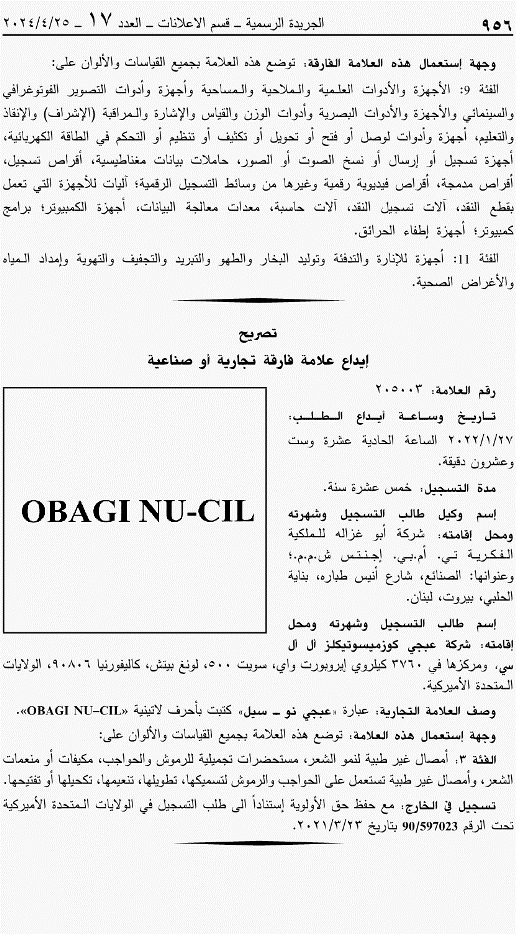 ٩٥٦ الجريدة الرسمية ــ قسم الاعلانات ــ العدد ١٧ ــ ٢٠٢٤/٤/٢٥
وجهة إستعمال هذه العلامة الفارقة: توضع هذه العلامة بجميع القياسات والألوان على:
الفئة 9: الأجهزة والأدوات العلمية والملاحية والمساحية وأجهزة وأدوات التصوير الفوتوغرافي
والسينمائي والأجهزة والأدوات البصرية وأدوات الوزن والقياس والإشارة والمراقبة (الإشراف) والإنقاذ
والتعليم، أجهزة وأدوات لوصل أو فتح أو تحويل أو تكثيف أو تنظيم أو التحكم في الطاقة الكهربائية،
أجهزة تسجيل أو إرسال أو نسخ الصوت أو الصور، حاملات بيانات مغناطيسية، أقراص تسجيل،
أقراص مدمجة، أقراص فيديوية رقمية وغيرها من وسائط التسجيل الرقمية؛ آليات للأجهزة التي تعمل
بقطع النقد، آلات تسجيل النقد، آلات حاسبة، معدات معالجة البيانات، أجهزة الكمبيوتر؛ برامج
كمبيوتر؛ أجهزة إطفاء الحرائق.
الفئة 11: أجهزة للإنارة والتدفئة وتوليد البخار والطهو والتبريد والتجفيف والتهوية وإمداد المياه
والأغراض الصحية.
تصريح
إيداع علامة فارقة تجارية أو صناعية
رقم العلامة: ٢٠٥٠٠٣
تاريخ وساعة أيداع الطلب:
٢٠٢٢/١/٢٧ الساعة الحادية عشرة وست
وعشرون دقيقة.
مدة التسجيل: خمس عشرة سنة.
إسم وكيل طالب التسجيل وشهرته
ومحل إقامته: شركة أبو غزاله للملكية
الفكرية تي. أم.بي. إجنتس ش.م.م.؛
وعنوانها: الصنائع، شارع أنيس طباره، بناية
الحلبي، بيروت، لبنان.
OBAGI NU-CIL
إسم طالب التسجيل وشهرته ومحل
إقامته: شركة عبجي كوزميسوتيكلز آل آل
سي، ومركزها في ٣٧٦٠ كيلروي إيروبورت واي، سويت ٥٠٠، لونغ بيتش، كاليفورنيا ٩٠٨٠٦، الولايات
المتحدة الأميركية.
وصف العلامة التجارية: عبارة «عبجي نو ــ سيل» كتبت بأحرف لاتينية «OBAGI NU–CIL».
وجهة إستعمال هذه العلامة: توضع هذه العلامة بجميع القياسات والألوان على:
الفئة ٣: أمصال غير طبية لنمو الشعر، مستحضرات تجميلية للرموش والحواجب، مكيفات أو منعمات
الشعر، وأمصال غير طبية تستعمل على الحواجب والرموش لتسميكها، تطويلها، تنعيمها، تكحيلها أو تفتيحها.
تسجيل في الخارج: مع حفظ حق الأولوية إستناداً الى طلب التسجيل في الولايات المتحدة الأميركية
تحت الرقم 90/597023 بتاريخ ٢٠٢١/٣/٢٣.